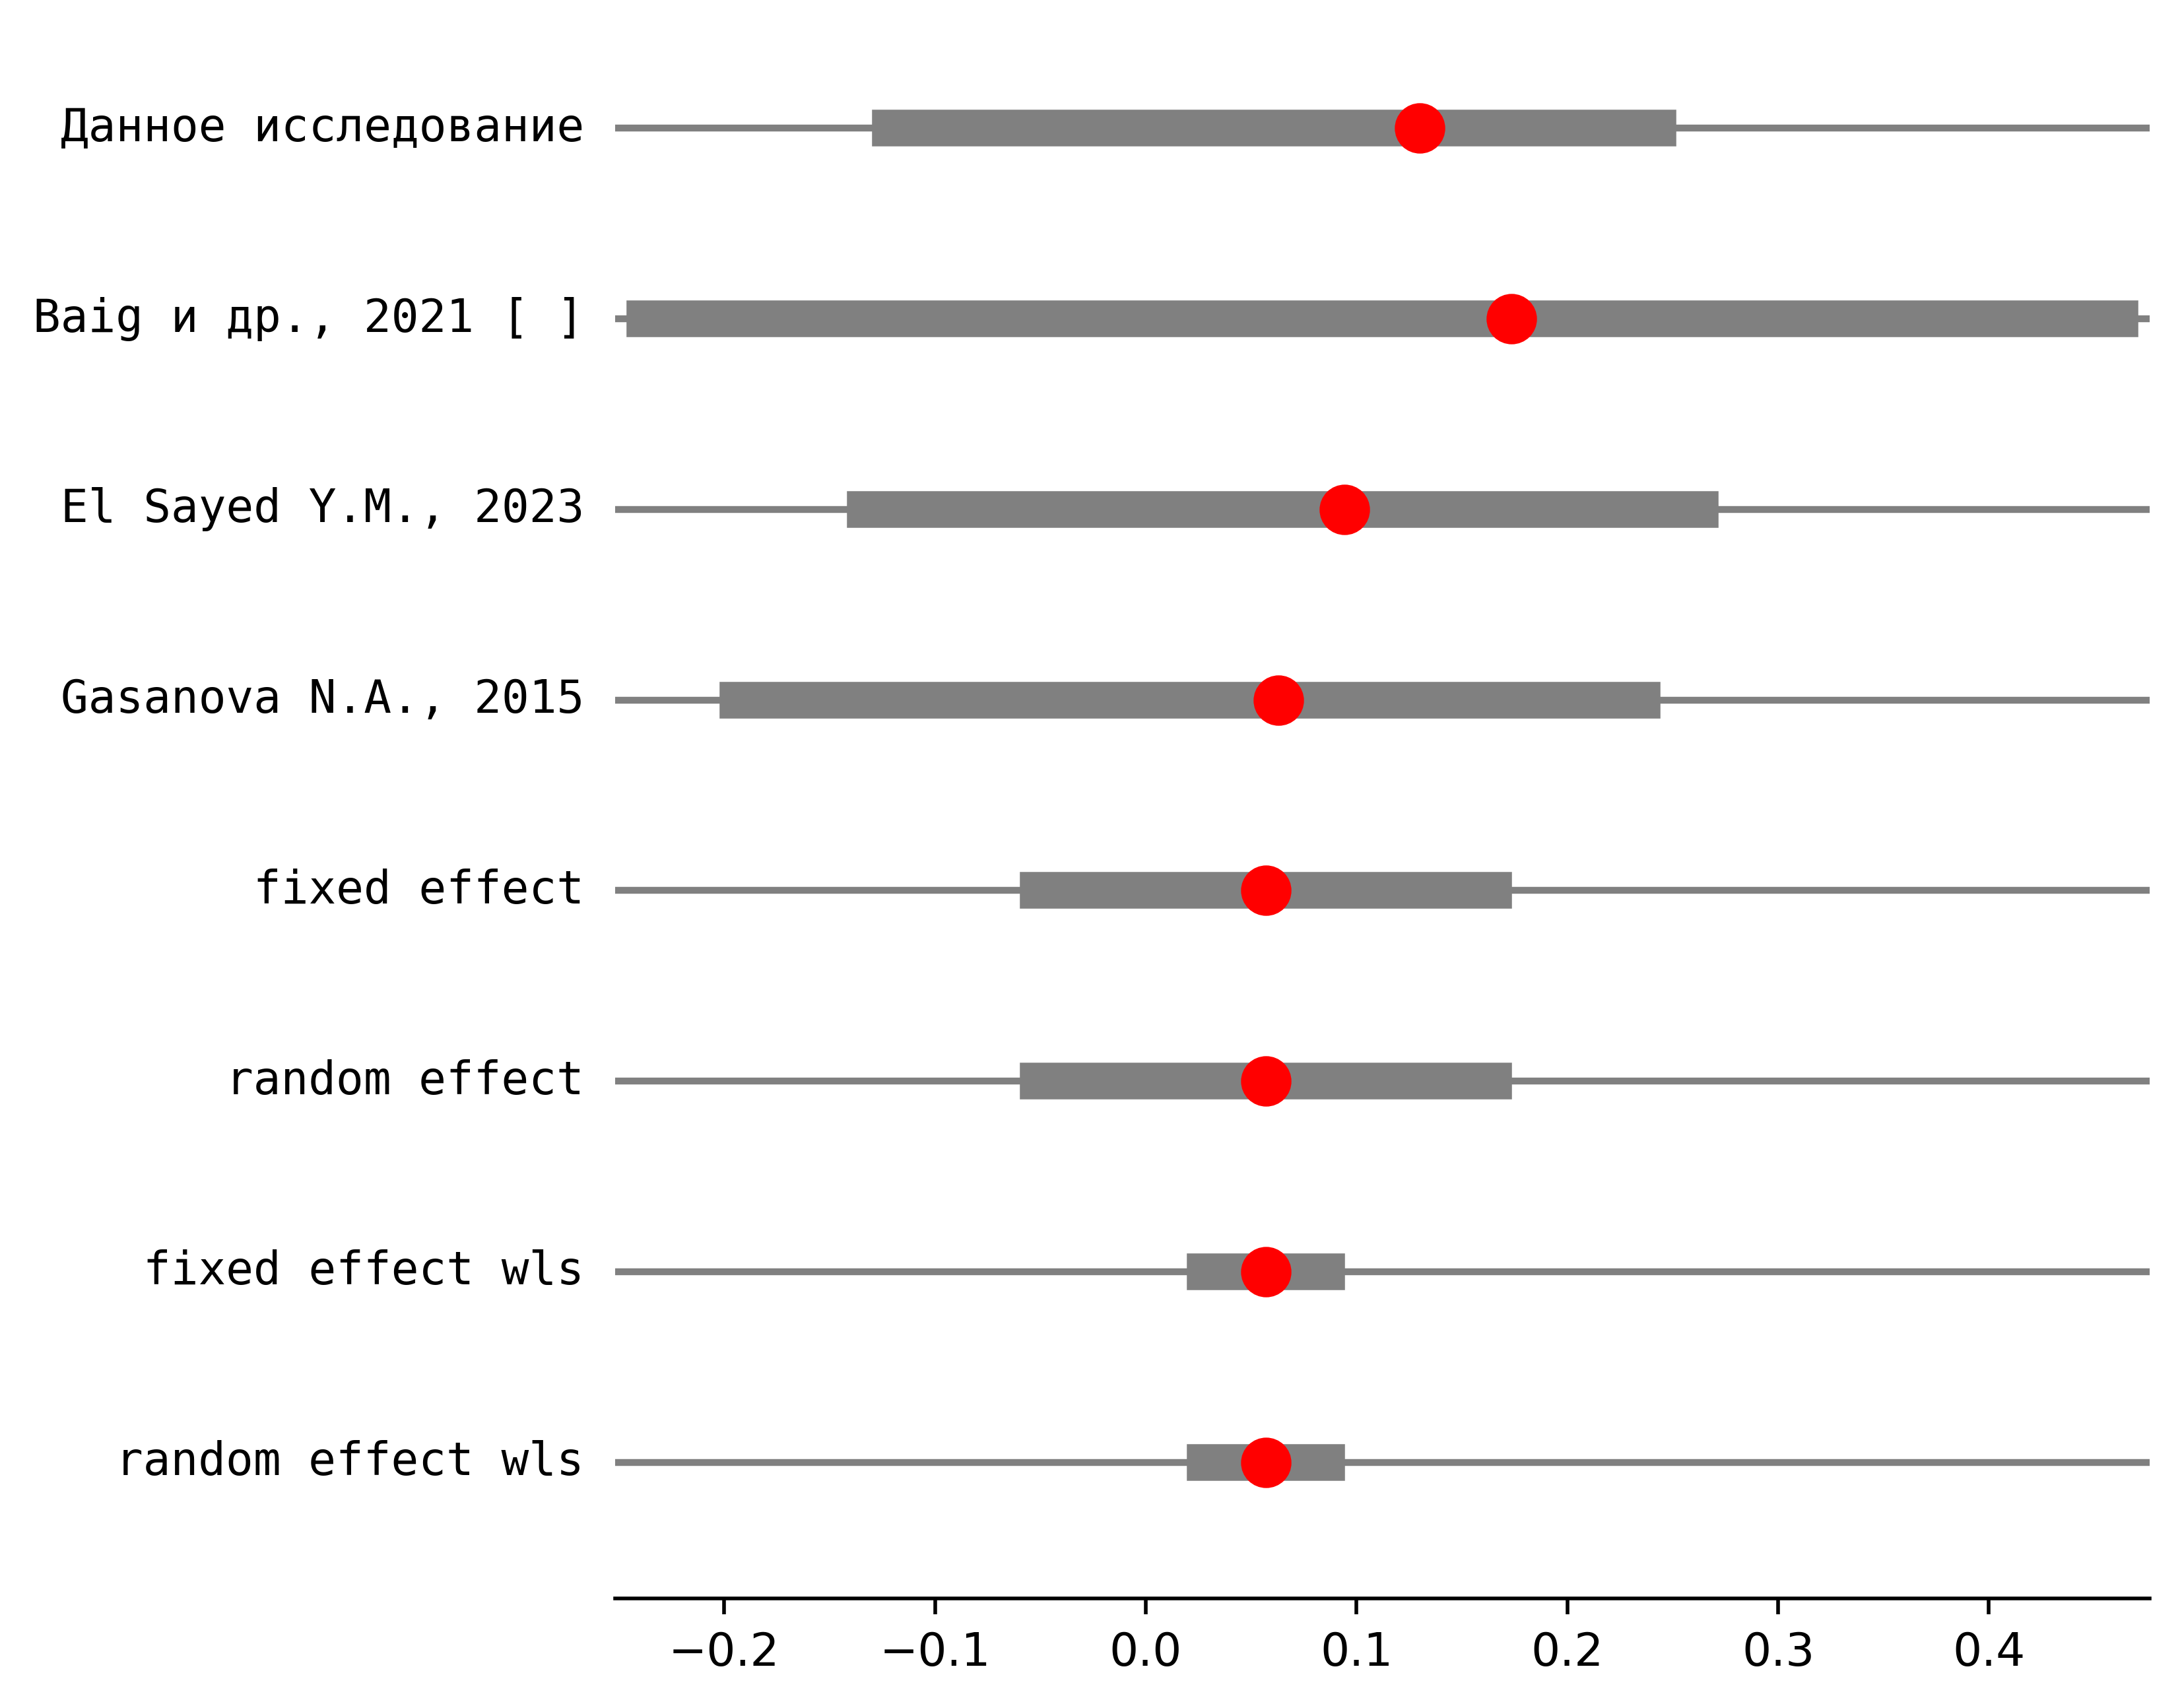 Данное исследование
Baig и др., 2021 [ ]
El Sayed Y.M., 2023
Gasanova N.A., 2015
fixed effect
random effect
fixed effect wls
random effect wls
−0.2 −0.1 0.0 0.1 0.2 0.3 0.4